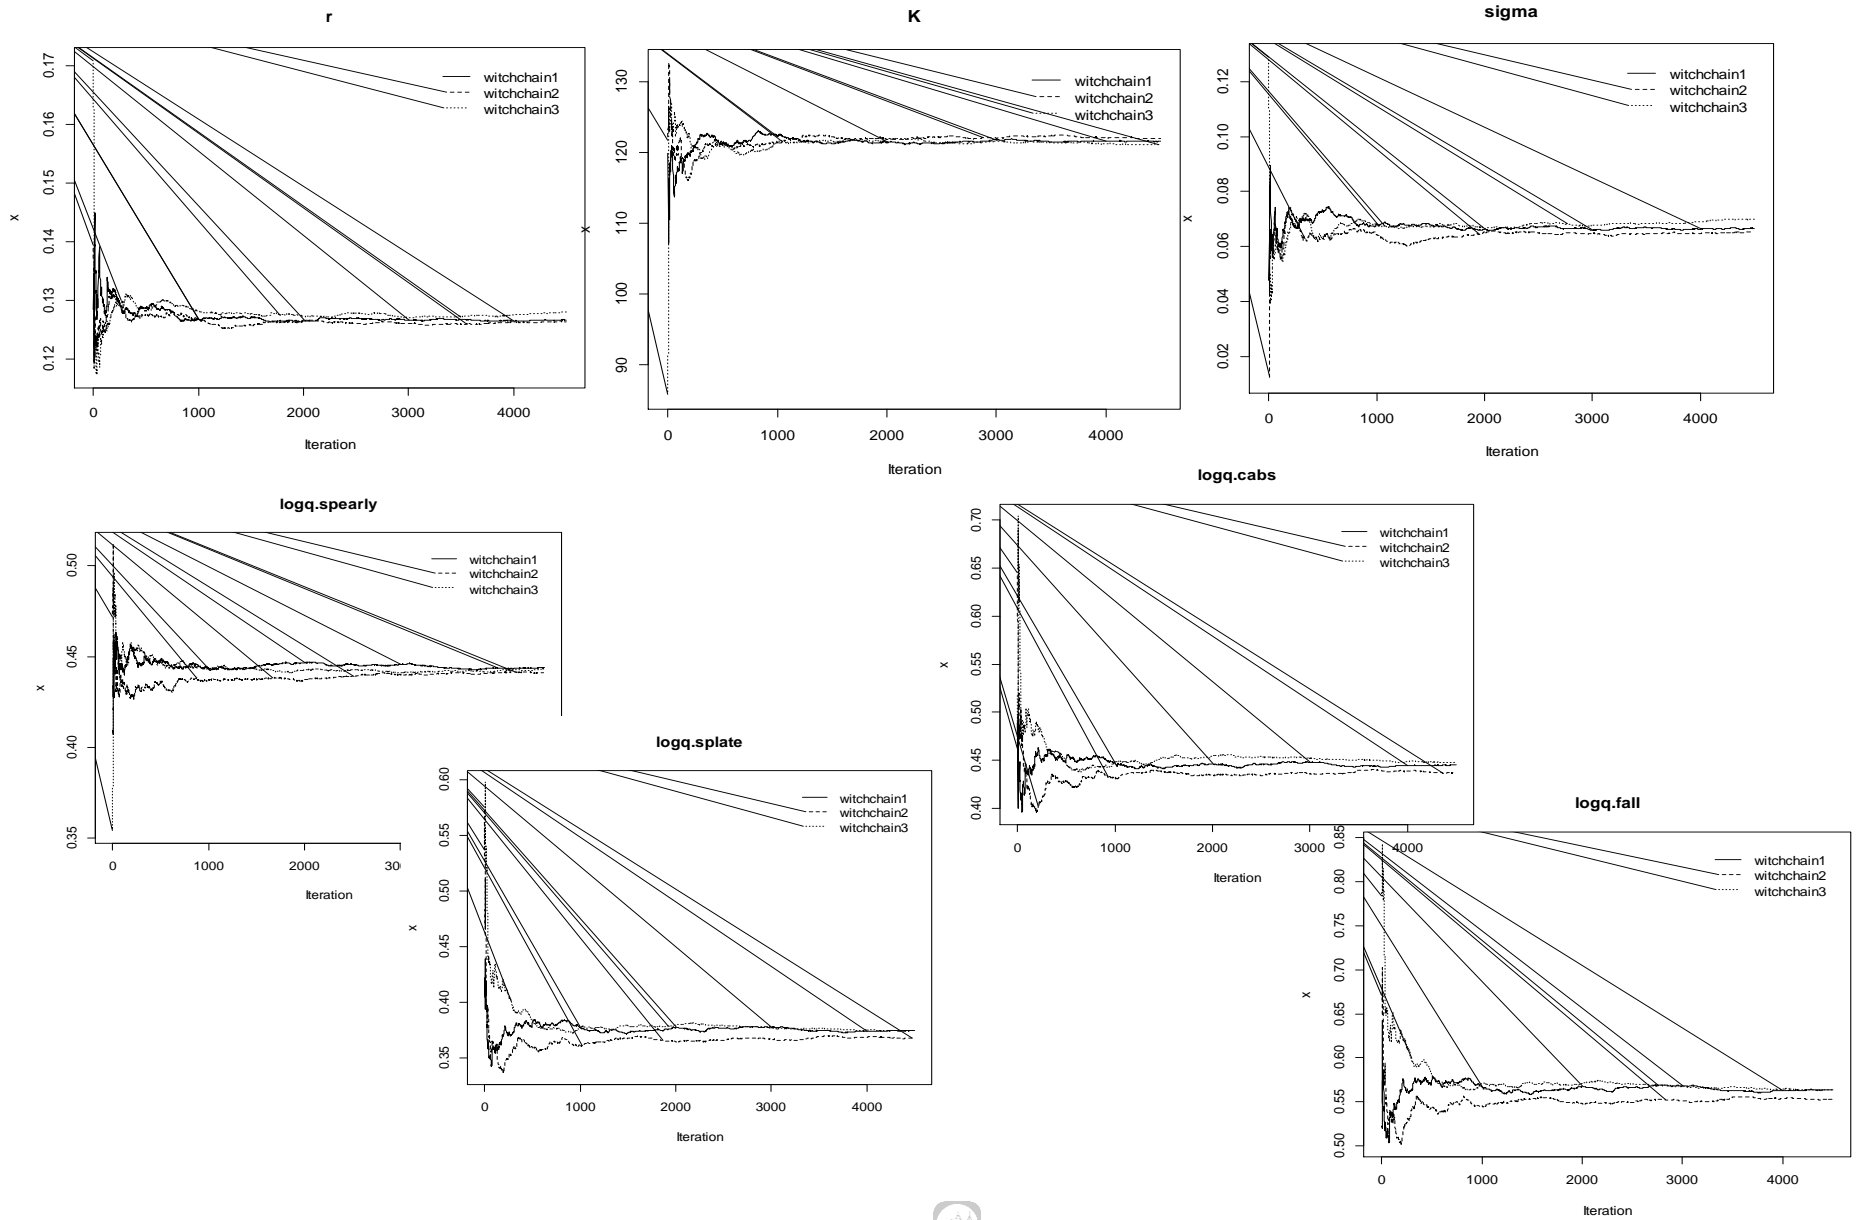 r
0.17
0.16
0.15
0.14
0.13
0.12
x
0 1000 2000 3000 4000
Iteration
witchchain1
witchchain2
witchchain3
K
130
120
110
100
90
x
0 1000 2000 3000 4000
Iteration
witchchain1
witchchain2
witchchain3
sigma
0.12
0.10
0.08
0.06
0.04
0.02
x
0 1000 2000 3000 4000
Iteration
witchchain1
witchchain2
witchchain3
logq.spearly
0.50
0.45
0.40
0.35
x
0 1000 2000 30
Iteration
witchchain1
witchchain2
witchchain3
logq.splate
0.60
0.55
0.50
0.45
0.40
0.35
x
0 1000 2000 3000 4000
Iteration
witchchain1
witchchain2
witchchain3
logq.cabs
0.70
0.65
0.60
0.55
0.50
0.45
0.40
x
0 1000 2000 3000 4000
Iteration
witchchain1
witchchain2
witchchain3
logq.fall
0.85
0.80
0.75
0.70
0.65
0.60
0.55
0.50
x
0 1000 2000 3000 4000
Iteration
witchchain1
witchchain2
witchchain3